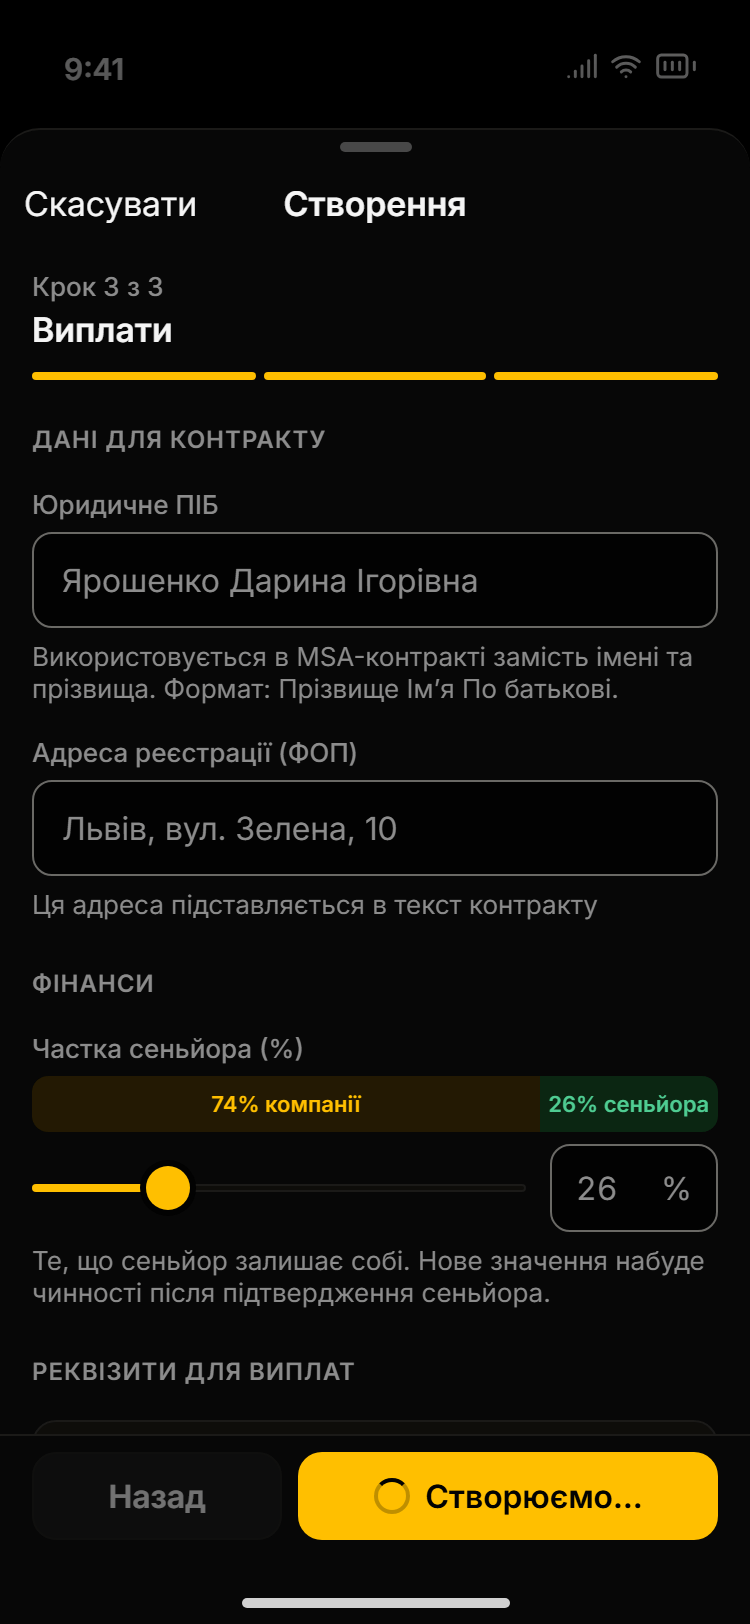 9:41
Скасувати
Створення
Крок 3 з 3
Виплати
ДАНІ ДЛЯ КОНТРАКТУ
Юридичне ПІБ
Ярошенко Дарина Ігорівна
Використовується в MSA-контракті замість імені та
прізвища. Формат: Прізвище Ім’я По батькові.
Адреса реєстрації (ФОП)
Львів, вул. Зелена, 10
Ця адреса підставляється в текст контракту
ФІНАНСИ
Частка сеньйора (%)
74% компанії
26% сеньйора
26 %
Те, що сеньйор залишає собі. Нове значення набуде
чинності після підтвердження сеньйора.
РЕКВІЗИТИ ДЛЯ ВИПЛАТ
Назад
Створюємо...